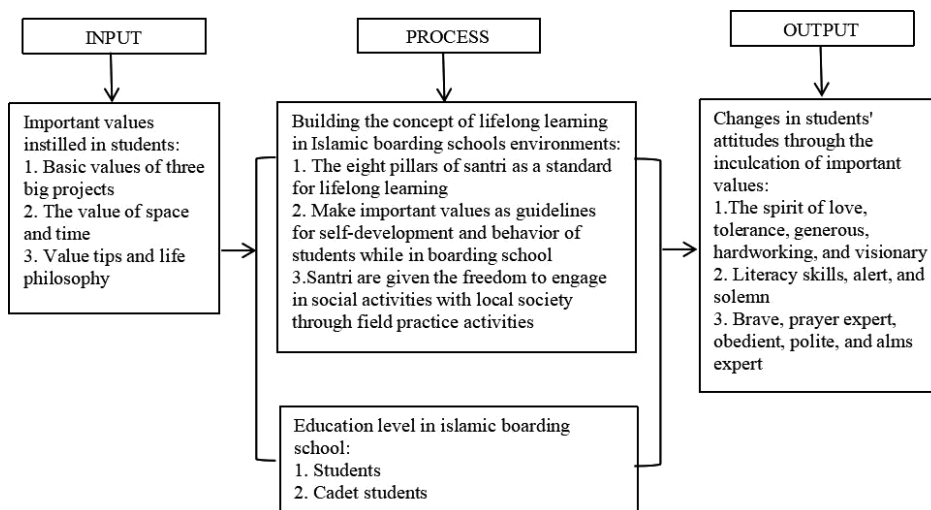 INPUT
PROCESS
OUTPUT
Important values
instilled in students:
1. Basic values of three
big projects
2. The value of space
and time
3. Value tips and life
philosophy
Building the concept of lifelong learning
in Islamic boarding schools environments:
1. The eight pillars of santri as a standard
for lifelong learning
2. Make important values as guidelines
for self-development and behavior of
students while in boarding school
3.Santri are given the freedom to engage
in social activities with local society
through field practice activities
Education level in islamic boarding
school:
1. Students
2. Cadet students
Changes in students'
attitudes through the
inculcation of important
values:
1.The spirit of love,
tolerance, generous,
hardworking, and visionary
2. Literacy skills, alert, and
solemn
3. Brave, prayer expert,
obedient, polite, and alms
expert